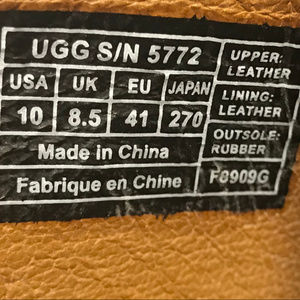 UGG S/N 5772
USA UK EU JAPAN
10 8.5 41 270
Made in China
Fabrique en Chine
UPPER:
LEATHER
LINING:
LEATHER
OUTSOLE:
RUBBER
F8909G